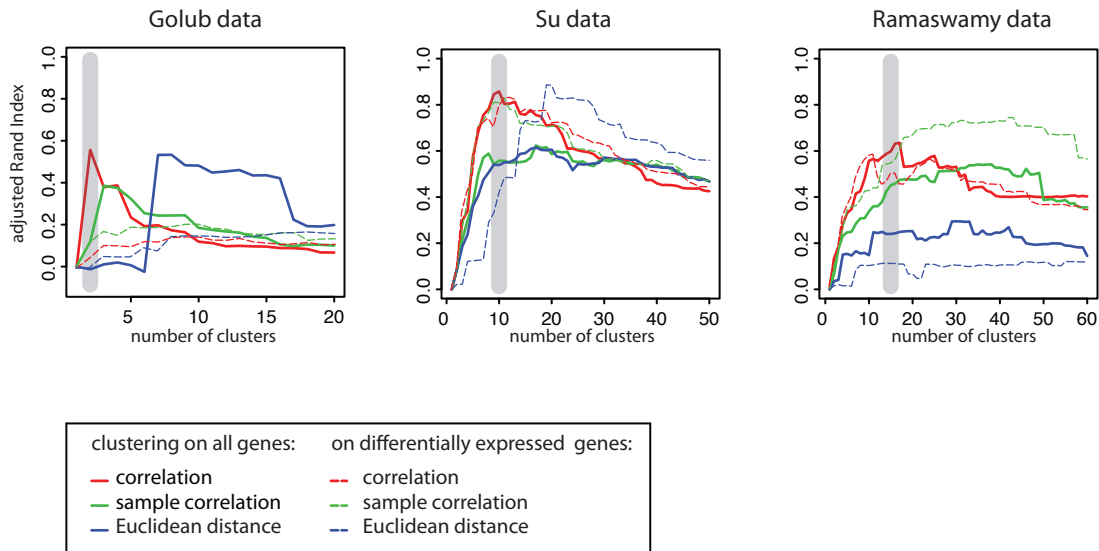 Golub data
Su data
Ramaswamy data
adjusted Rand Index
0.0 0.2 0.4 0.6 0.8 1.0
5 10 15 20
number of clusters
0.0 0.2 0.4 0.6 0.8 1.0
0 10 20 30 40 50
number of clusters
0.0 0.2 0.4 0.6 0.8 1.0
0 10 20 30 40 50 60
number of clusters
clustering on all genes:
correlation
sample correlation
Euclidean distance
on differentially expressed genes:
correlation
sample correlation
Euclidean distance